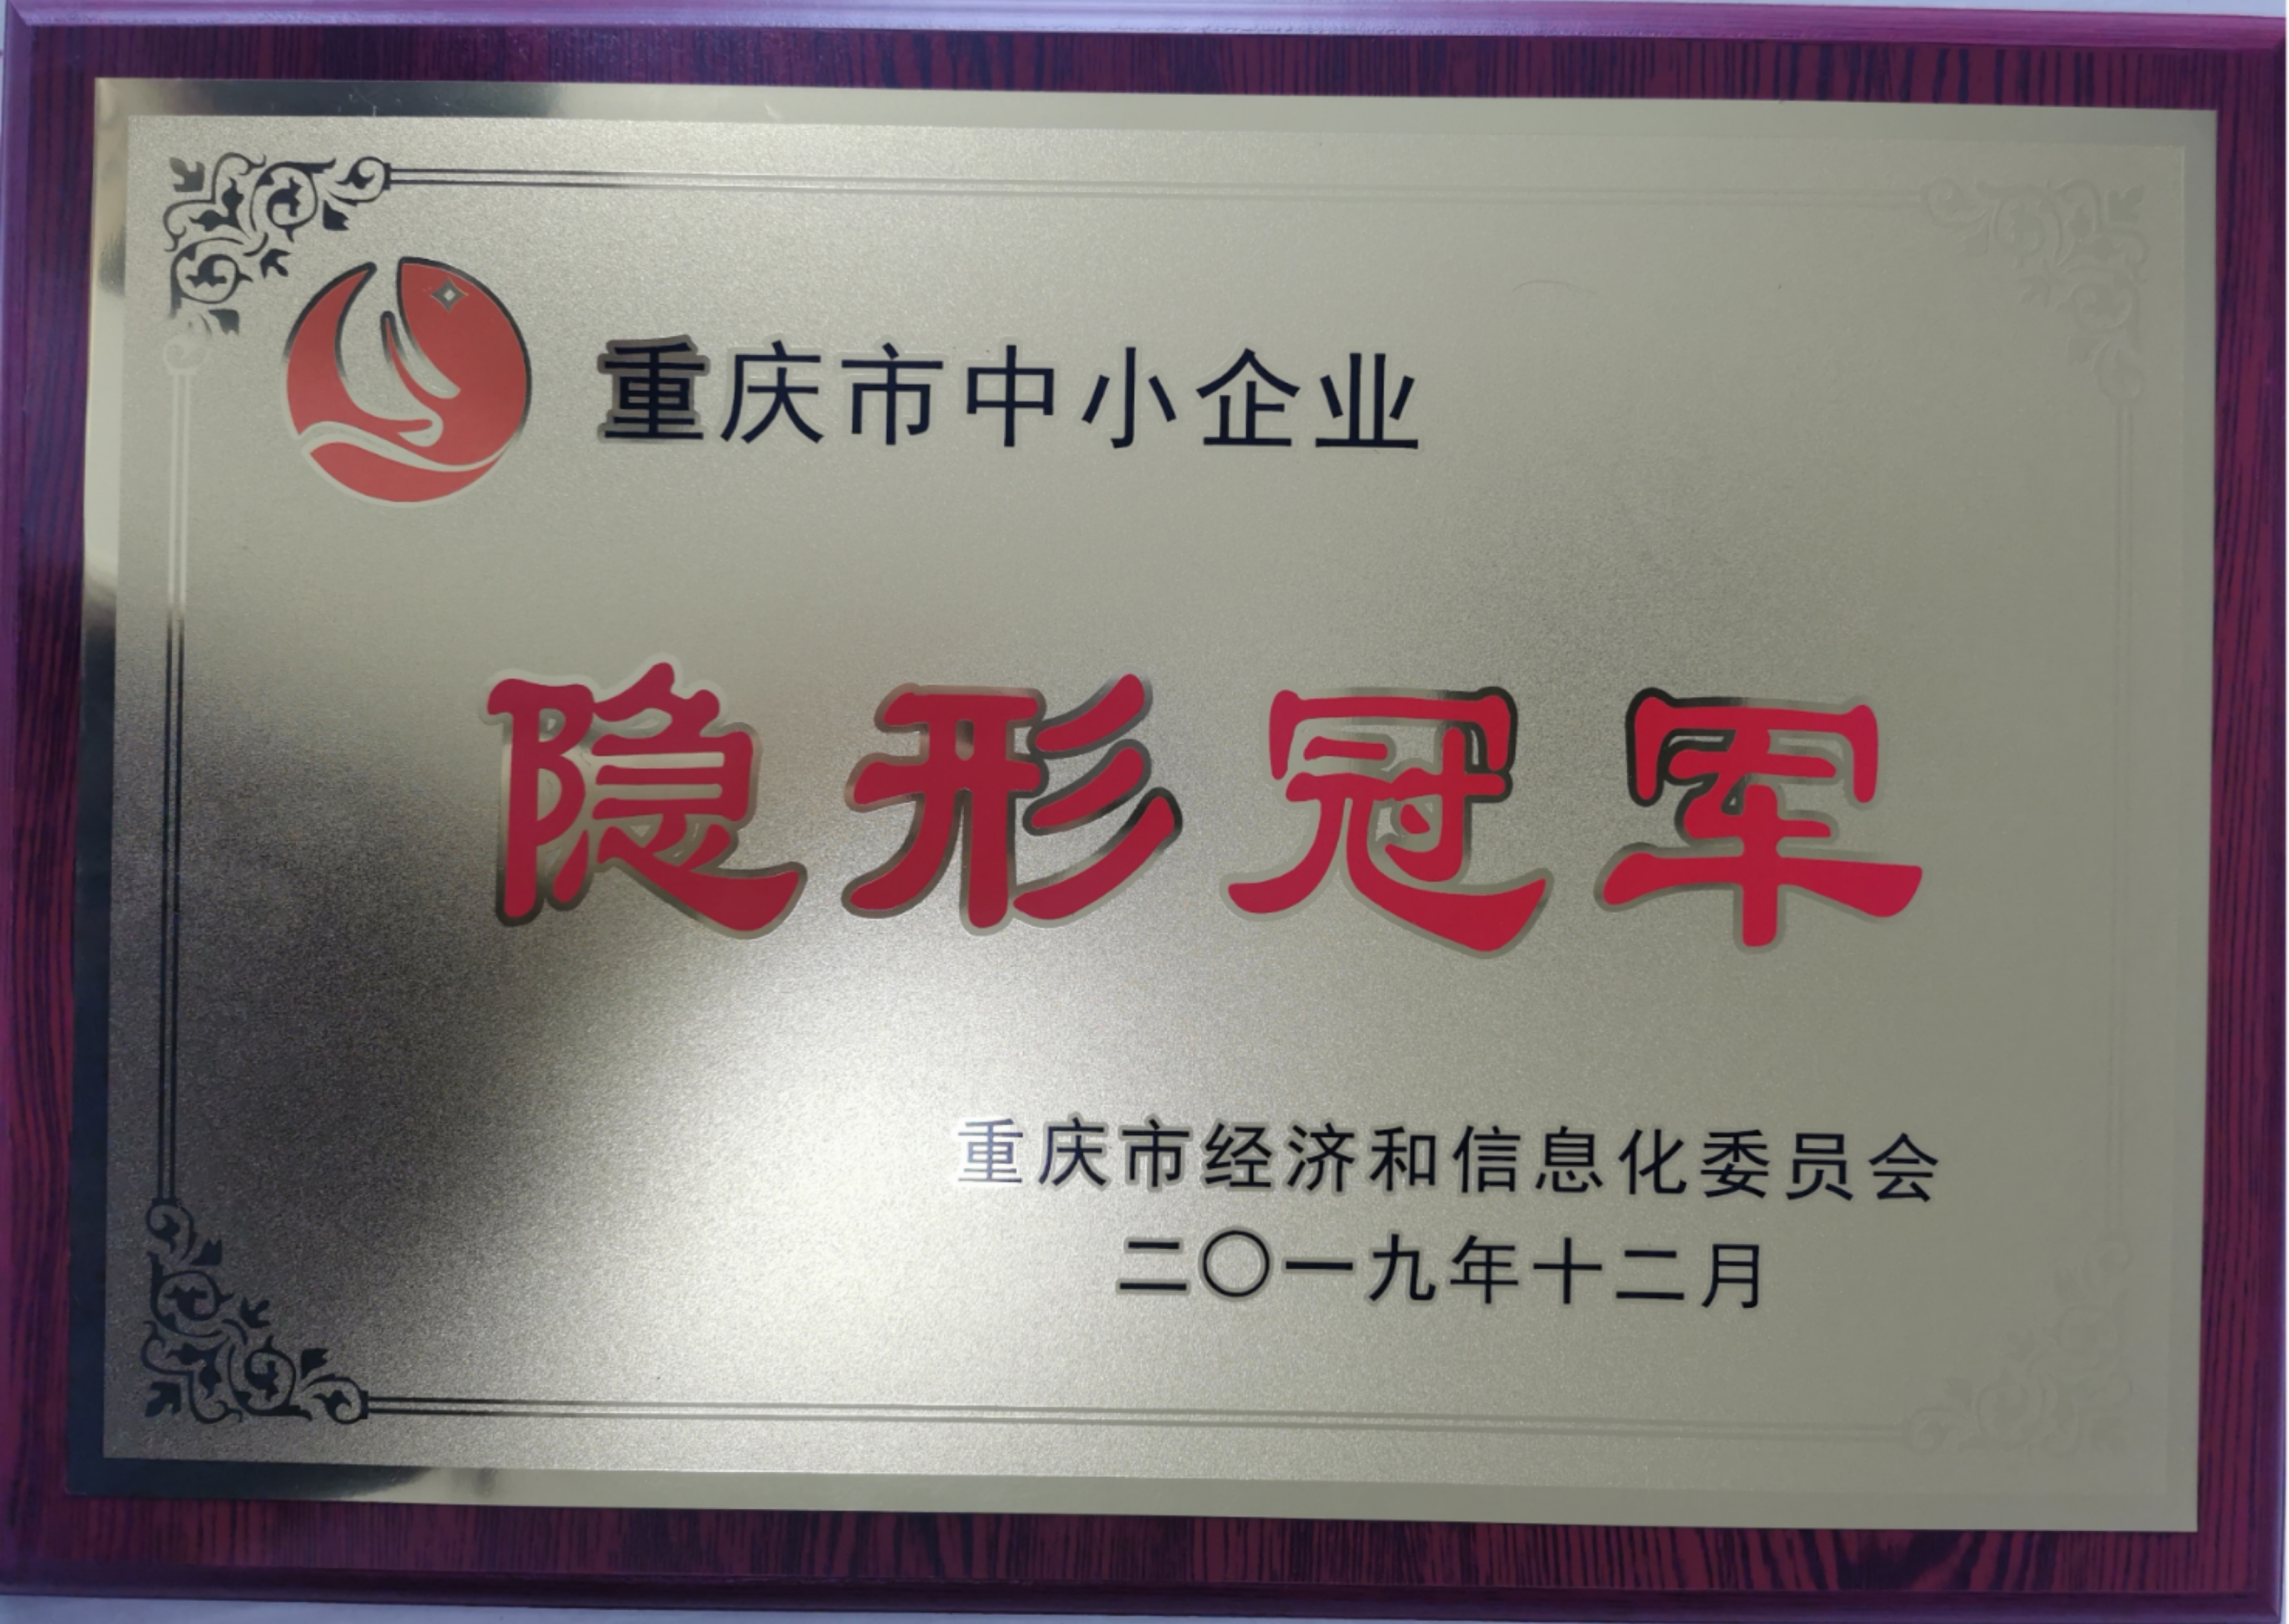 重庆市中小企业
隐形冠军
重庆市经济和信息化委员会
二〇一九年十二月